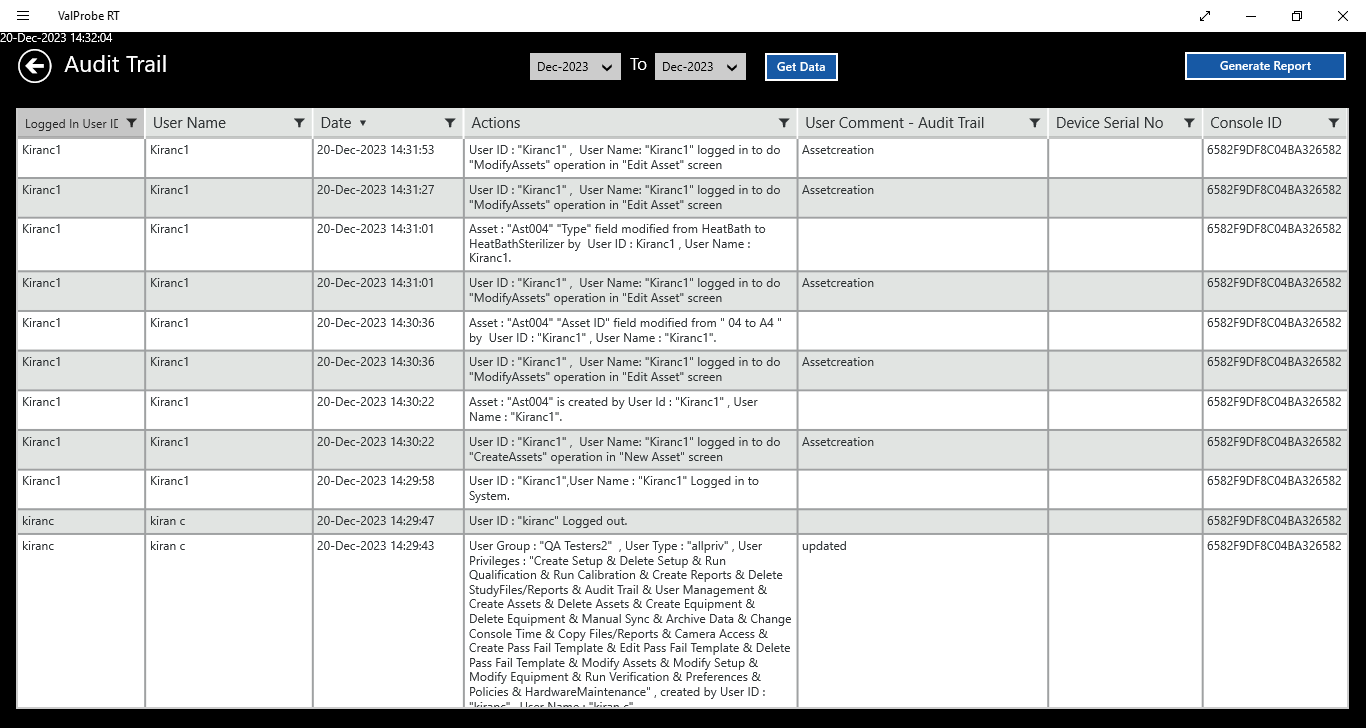 ValProbe RT
20-Dec-2023 14:32:04
Audit Trail
Dec-2023 To Dec-2023 Get Data
Generate Report
Logged In User ID User Name Date Actions User Comment - Audit Trail Device Serial No Console ID
Kiranc1 Kiranc1 20-Dec-2023 14:31:53 User ID : "Kiranc1" , User Name: "Kiranc1" logged in to do Assetcreation 6582F9DF8C04BA326582
"ModifyAssets" operation in "Edit Asset" screen
Kiranc1 Kiranc1 20-Dec-2023 14:31:27 User ID : "Kiranc1" , User Name: "Kiranc1" logged in to do Assetcreation 6582F9DF8C04BA326582
"ModifyAssets" operation in "Edit Asset" screen
Kiranc1 Kiranc1 20-Dec-2023 14:31:01 Asset : "Ast004" "Type" field modified from HeatBath to 6582F9DF8C04BA326582
HeatBathSterilizer by User ID : Kiranc1 , User Name :
Kiranc1.
Kiranc1 Kiranc1 20-Dec-2023 14:31:01 User ID : "Kiranc1" , User Name: "Kiranc1" logged in to do Assetcreation 6582F9DF8C04BA326582
"ModifyAssets" operation in "Edit Asset" screen
Kiranc1 Kiranc1 20-Dec-2023 14:30:36 Asset : "Ast004" "Asset ID" field modified from " 04 to A4 " 6582F9DF8C04BA326582
by User ID : "Kiranc1" , User Name : "Kiranc1".
Kiranc1 Kiranc1 20-Dec-2023 14:30:36 User ID : "Kiranc1" , User Name: "Kiranc1" logged in to do Assetcreation 6582F9DF8C04BA326582
"ModifyAssets" operation in "Edit Asset" screen
Kiranc1 Kiranc1 20-Dec-2023 14:30:22 Asset : "Ast004" is created by User Id : "Kiranc1" , User 6582F9DF8C04BA326582
Name : "Kiranc1".
Kiranc1 Kiranc1 20-Dec-2023 14:30:22 User ID : "Kiranc1" , User Name: "Kiranc1" logged in to do Assetcreation 6582F9DF8C04BA326582
"CreateAssets" operation in "New Asset" screen
Kiranc1 Kiranc1 20-Dec-2023 14:29:58 User ID : "Kiranc1",User Name : "Kiranc1" Logged in to 6582F9DF8C04BA326582
System.
kiranc kiran c 20-Dec-2023 14:29:47 User ID : "kiranc" Logged out. 6582F9DF8C04BA326582
kiranc kiran c 20-Dec-2023 14:29:43 User Group : "QA Testers2" , User Type : "allpriv" , User updated 6582F9DF8C04BA326582
Privileges : "Create Setup & Delete Setup & Run
Qualification & Run Calibration & Create Reports & Delete
StudyFiles/Reports & Audit Trail & User Management &
Create Assets & Delete Assets & Create Equipment &
Delete Equipment & Manual Sync & Archive Data & Change
Console Time & Copy Files/Reports & Camera Access &
Create Pass Fail Template & Edit Pass Fail Template & Delete
Pass Fail Template & Modify Assets & Modify Setup &
Modify Equipment & Run Verification & Preferences &
Policies & HardwareMaintenance" , created by User ID :
"kiranc" , User Name : "kiran c"